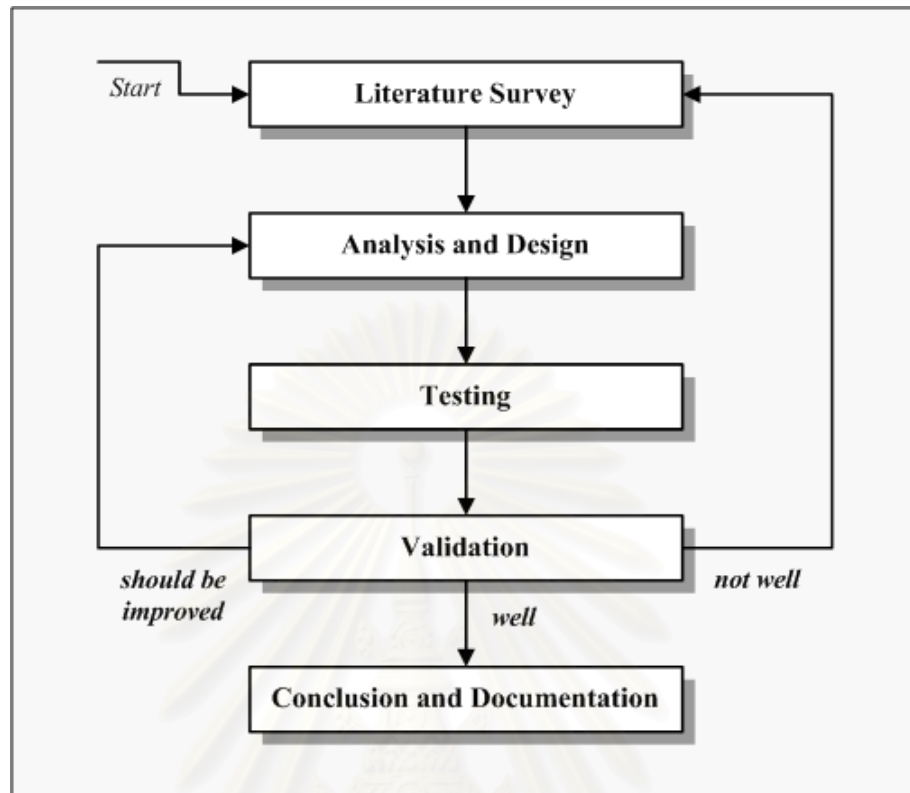 Start
Literature Survey
Analysis and Design
Testing
Validation
should be
improved
well
not well
Conclusion and Documentation